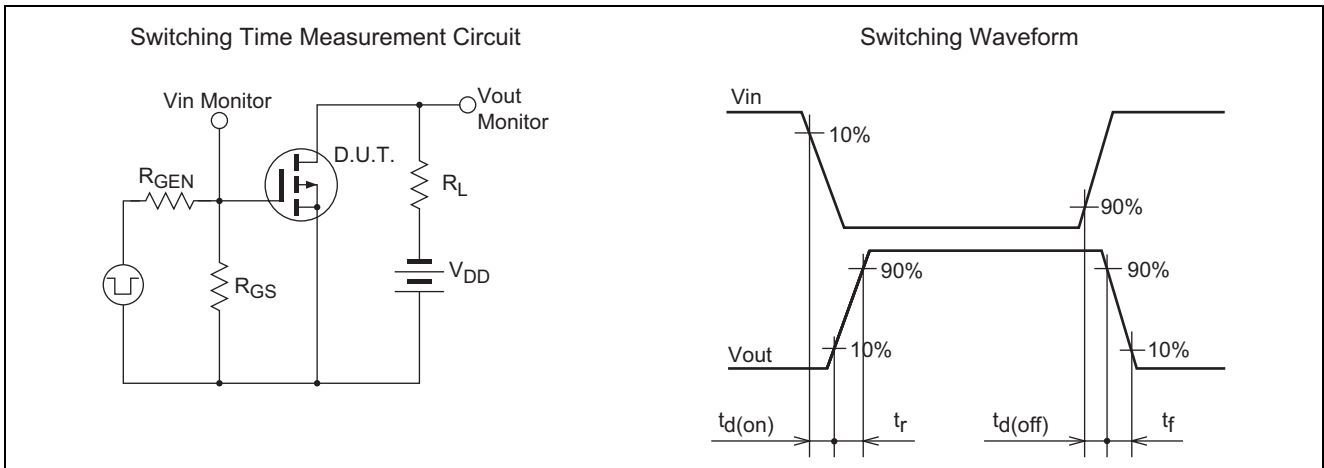 Switching Time Measurement Circuit
Vin Monitor
Vout
Monitor
D.U.T.
RGEN
RL
RGS
VDD
Switching Waveform
Vin
10%
90%
90%
90%
Vout
10%
10%
td(on)
tr
td(off)
tf